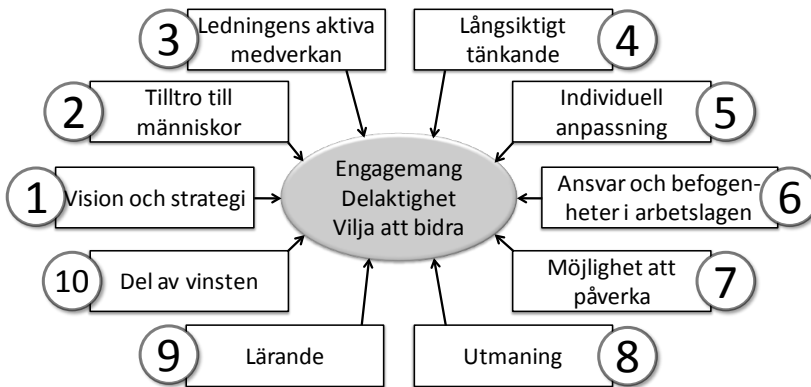 3
Ledningens aktiva
medverkan
Långsiktigt
tänkande
4
2
Tilltro till
människor
Individuell
anpassning
5
1
Vision och strategi
Engagemang
Delaktighet
Vilja att bidra
Ansvar och befogen-
heter i arbetslagen
6
10
Del av vinsten
Möjlighet att
påverka
7
9
Lärande
Utmaning
8